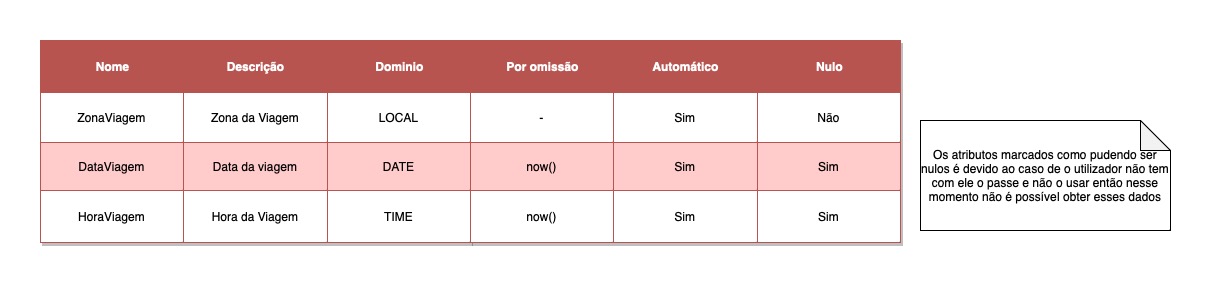 Nome Descrição Dominio Por omissão Automático Nulo
ZonaViagem Zona da Viagem LOCAL - Sim Não
DataViagem Data da viagem DATE now() Sim Sim
HoraViagem Hora da Viagem TIME now() Sim Sim
Os atributos marcados como pudendo ser
nulos é devido ao caso de o utilizador não tem
com ele o passe e não o usar então nesse
momento não é possível obter esses dados